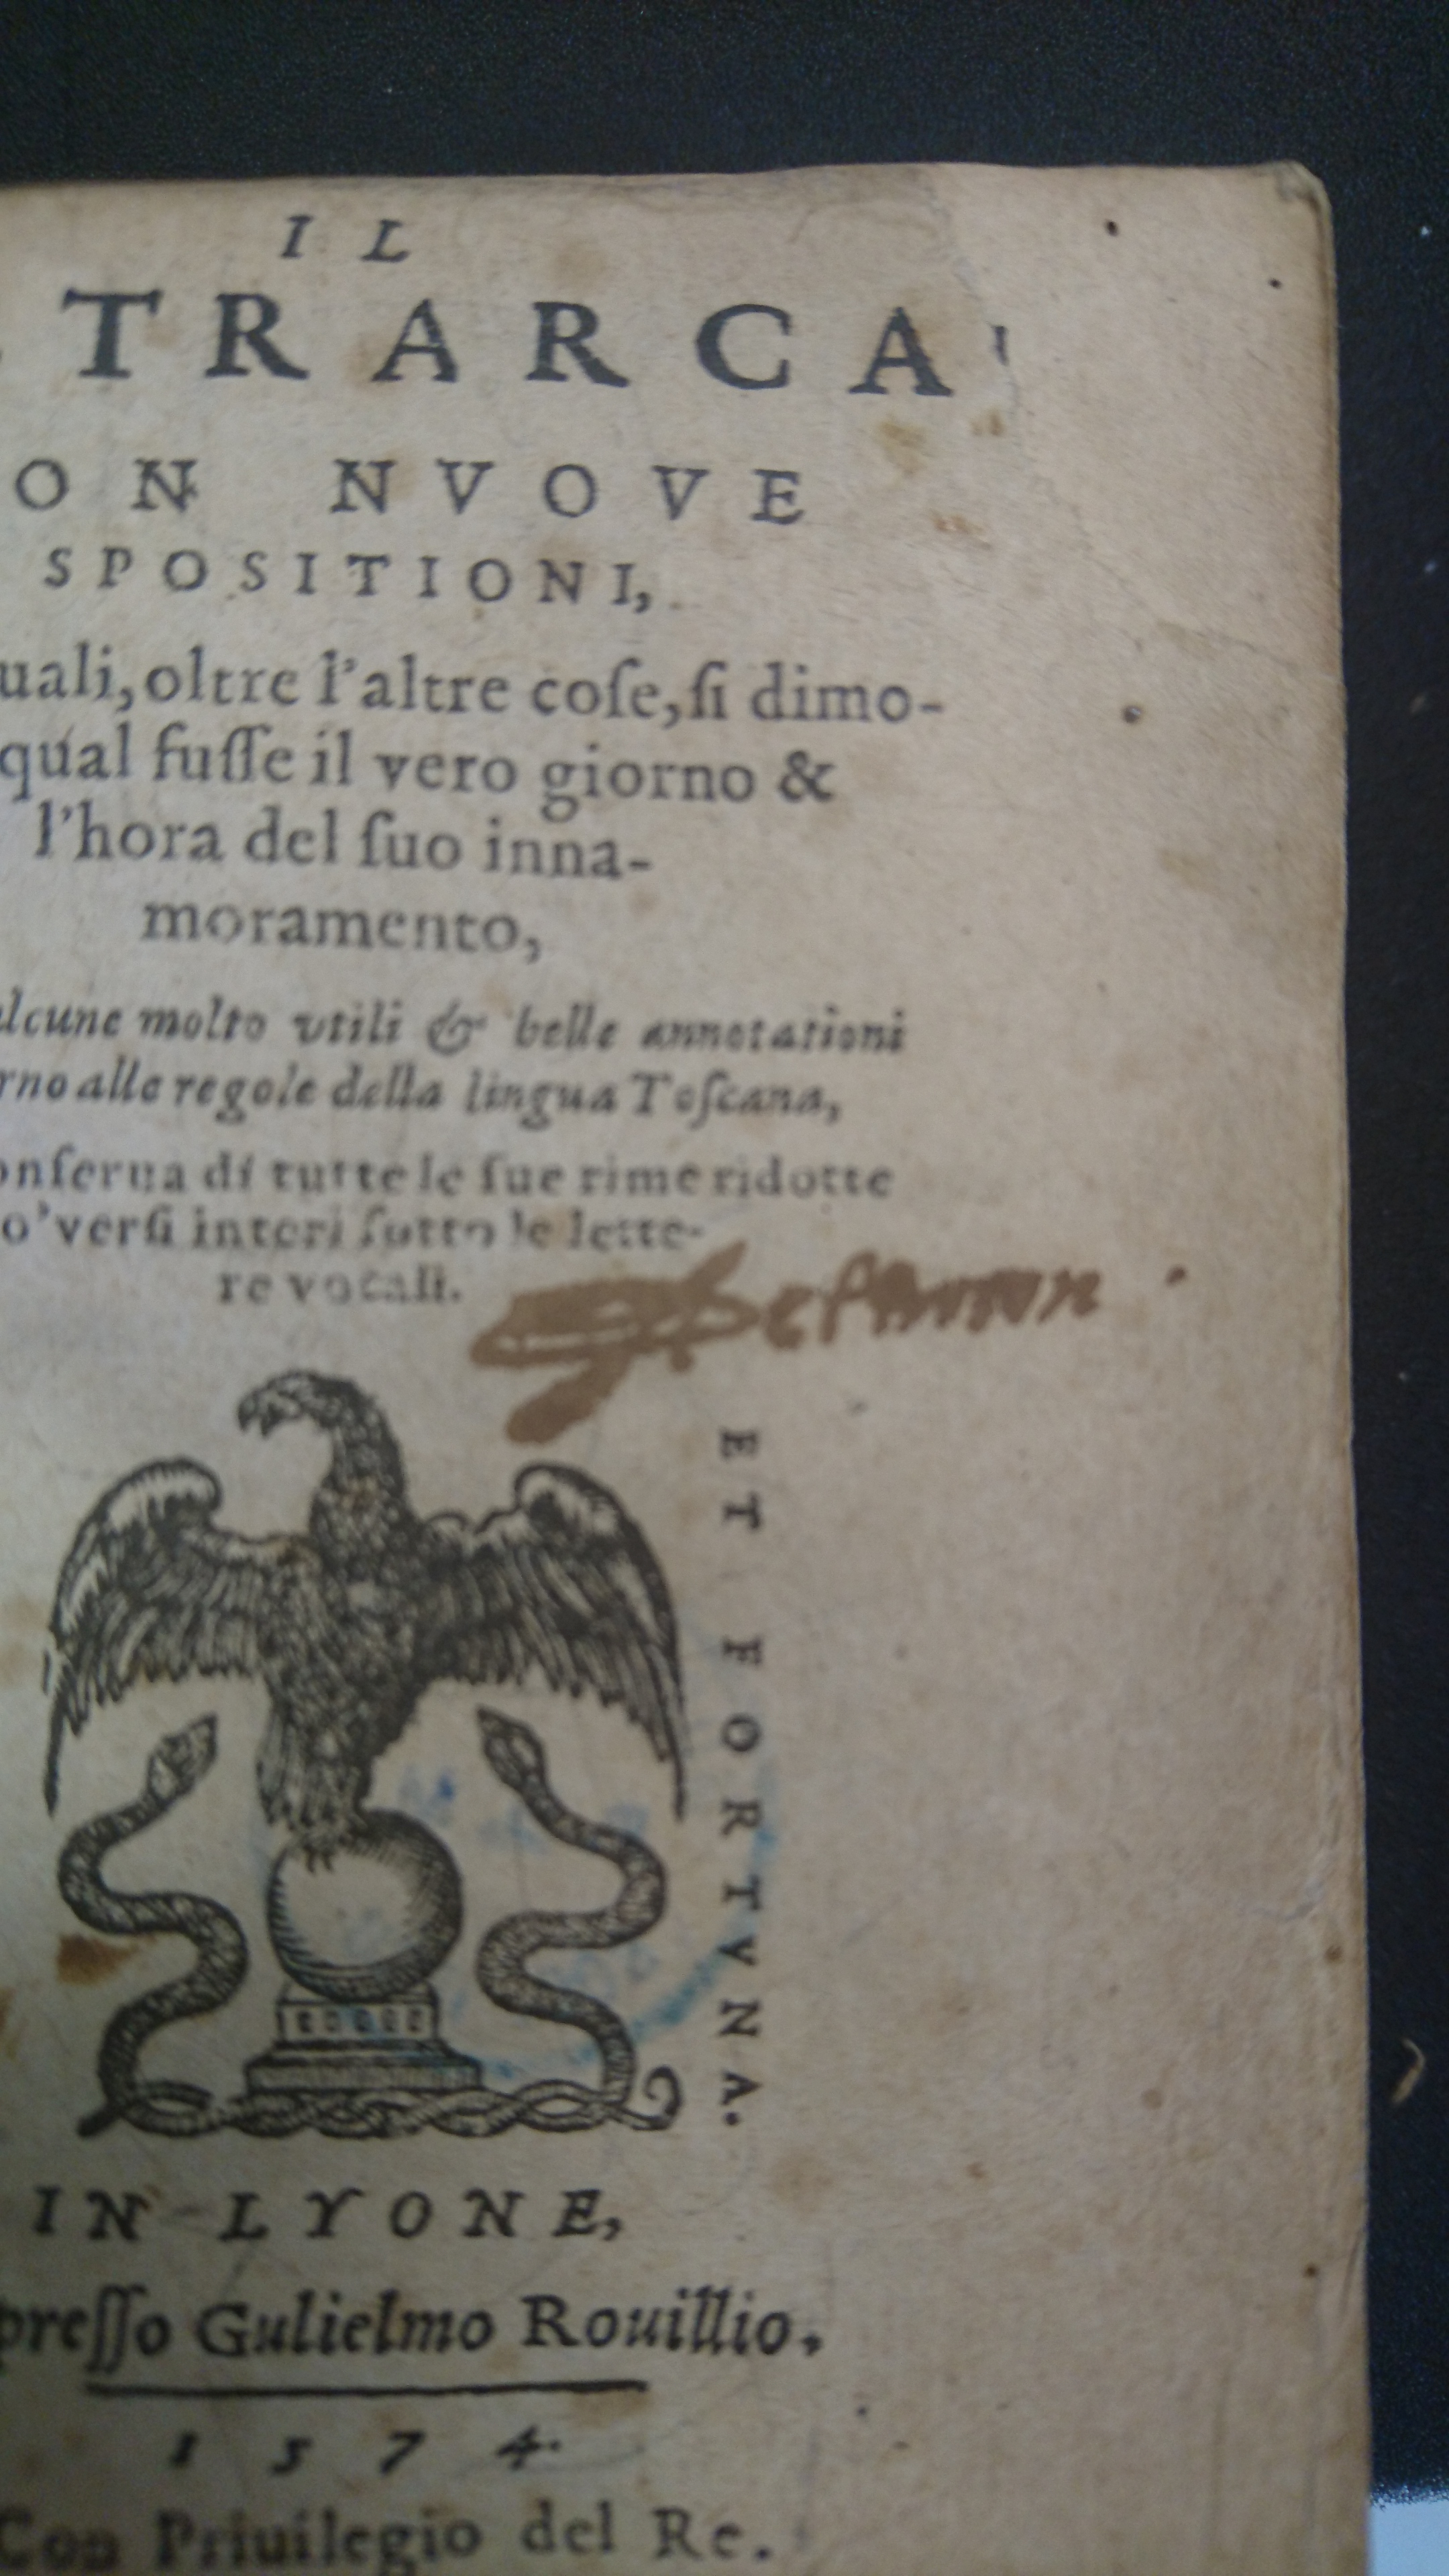 IL
TRARCA
ON NVOVE
SPOSITIONI,
uali, oltre l'altre coſe, ſi dimo-
qual fuſſe il vero giorno &
l'hora del ſuo inna-
moramento,
alcune molto vtili & belle annotationi
rno alle regole della lingua Toſcana,
onſerua di tutte le ſue rime ridotte
o' verſi interi ſotto le lette-
re vocali.
ET FORTVNA.
IN LYONE,
preſſo Gulielmo Rouillio.
1574.
Con Priuilegio del Re.